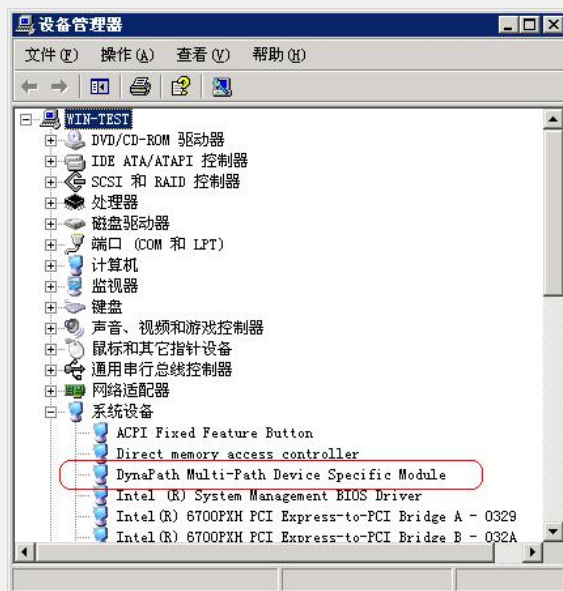 设备管理器
文件(F) 操作(A) 查看(V) 帮助(H)
WIN-TEST
DVD/CD-ROM 驱动器
IDE ATA/ATAPI 控制器
SCSI 和 RAID 控制器
处理器
磁盘驱动器
端口 (COM 和 LPT)
计算机
监视器
键盘
声音、视频和游戏控制器
鼠标和其它指针设备
通用串行总线控制器
网络适配器
系统设备
ACPI Fixed Feature Button
Direct memory access controller
DynaPath Multi-Path Device Specific Module
Intel (R) System Management BIOS Driver
Intel(R) 6700PXH PCI Express-to-PCI Bridge A - 0329
Intel(R) 6700PXH PCI Express-to-PCI Bridge B - 032A